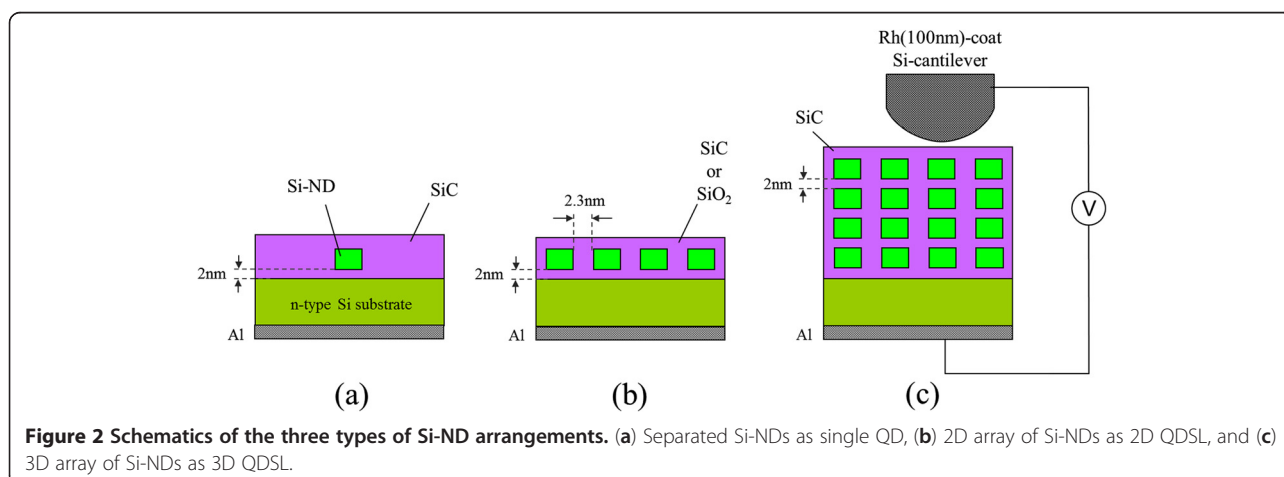 Rh(100nm)-coat
Si-cantilever
SiC
2nm
V
Si-ND
SiC
2nm
n-type Si substrate
Al
(a)
SiC
or
SiO₂
2.3nm
2nm
(b)
Al
(c)
Figure 2 Schematics of the three types of Si-ND arrangements. (a) Separated Si-NDs as single QD, (b) 2D array of Si-NDs as 2D QDSL, and (c)
3D array of Si-NDs as 3D QDSL.